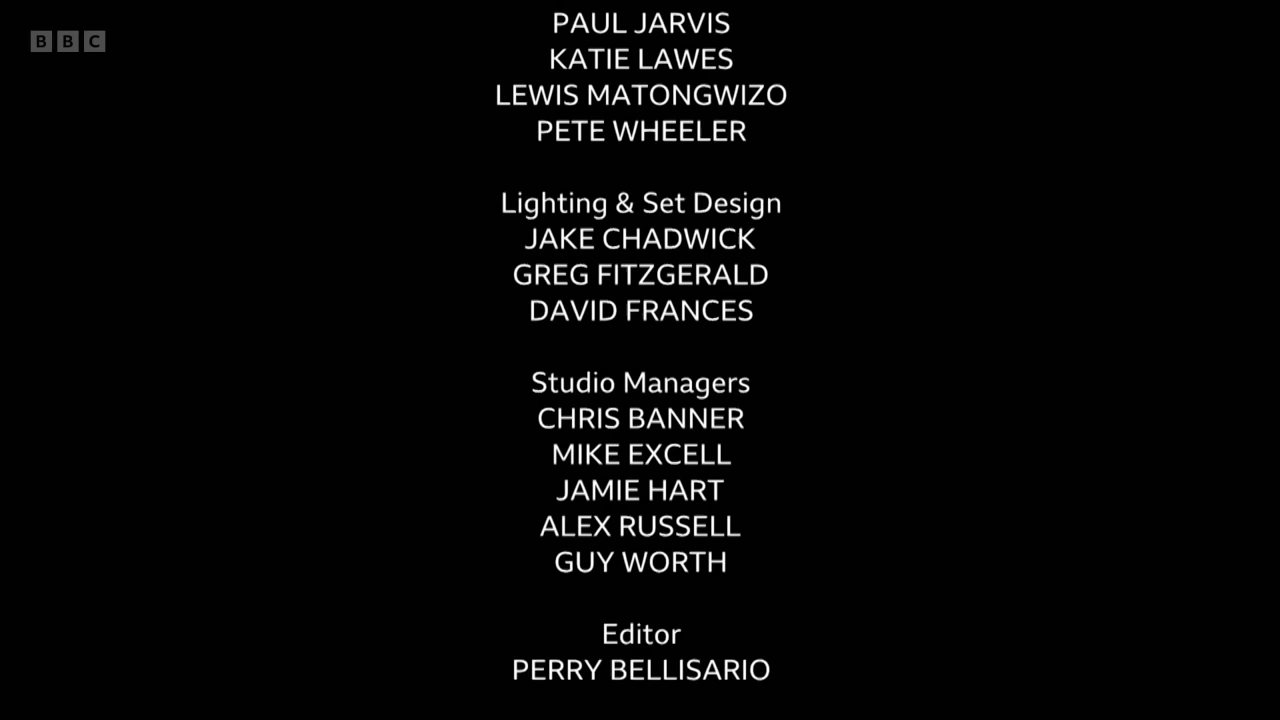 BBC
PAUL JARVIS
KATIE LAWES
LEWIS MATONGWIZO
PETE WHEELER
Lighting & Set Design
JAKE CHADWICK
GREG FITZGERALD
DAVID FRANCES
Studio Managers
CHRIS BANNER
MIKE EXCELL
JAMIE HART
ALEX RUSSELL
GUY WORTH
Editor
PERRY BELLISARIO